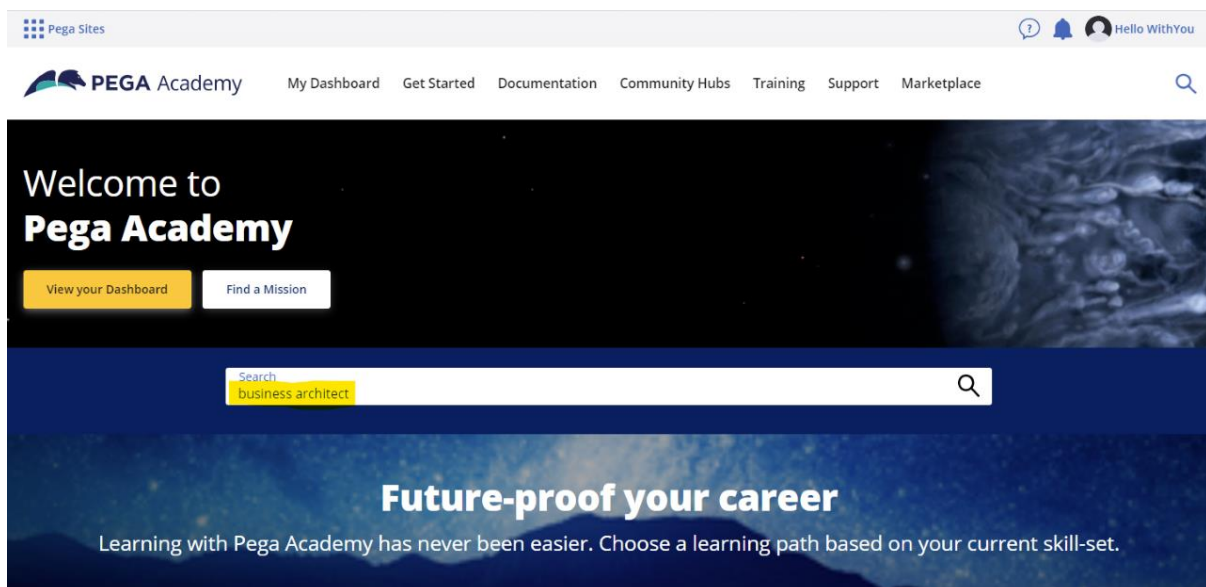 Pega Sites
? Hello WithYou
PEGA Academy My Dashboard Get Started Documentation Community Hubs Training Support Marketplace
Welcome to
Pega Academy
View your Dashboard Find a Mission
Search
business architect
Future-proof your career
Learning with Pega Academy has never been easier. Choose a learning path based on your current skill-set.